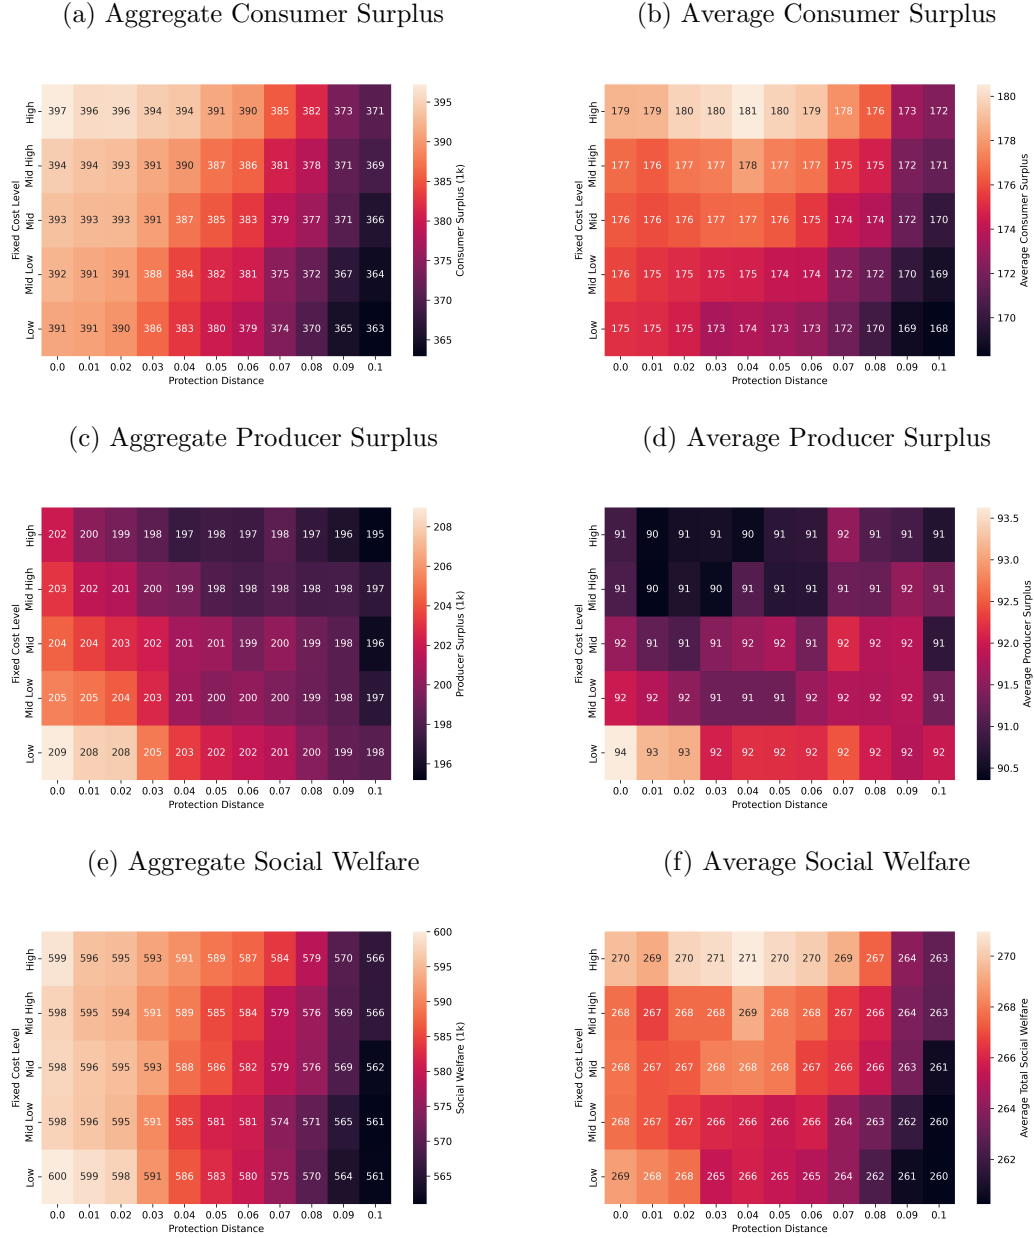 (a) Aggregate Consumer Surplus
(b) Average Consumer Surplus
Fixed Cost Level
High
397 396 396 394 394 391 390 385 382 373 371
Mid High
394 394 393 391 390 387 386 381 378 371 369
Mid
393 393 393 391 387 385 383 379 377 371 366
Mid Low
392 391 391 388 384 382 381 375 372 367 364
Low
391 391 390 386 383 380 379 374 370 365 363
0.0 0.01 0.02 0.03 0.04 0.05 0.06 0.07 0.08 0.09 0.1
Protection Distance
395
390
385
380
375
370
365
Consumer Surplus (1k)
Fixed Cost Level
High
179 179 180 180 181 180 179 178 176 173 172
Mid High
177 176 177 177 178 177 177 175 175 172 171
Mid
176 176 176 177 177 176 175 174 174 172 170
Mid Low
176 175 175 175 175 174 174 172 172 170 169
Low
175 175 175 173 174 173 173 172 170 169 168
0.0 0.01 0.02 0.03 0.04 0.05 0.06 0.07 0.08 0.09 0.1
Protection Distance
180
178
176
174
172
170
Average Consumer Surplus
(c) Aggregate Producer Surplus
(d) Average Producer Surplus
Fixed Cost Level
High
202 200 199 198 197 198 197 198 197 196 195
Mid High
203 202 201 200 199 198 198 198 198 198 197
Mid
204 204 203 202 201 201 199 200 199 198 196
Mid Low
205 205 204 203 201 200 200 200 199 198 197
Low
209 208 208 205 203 202 202 201 200 199 198
0.0 0.01 0.02 0.03 0.04 0.05 0.06 0.07 0.08 0.09 0.1
Protection Distance
208
206
204
202
200
198
196
Producer Surplus (1k)
Fixed Cost Level
High
91 90 91 91 90 91 91 92 91 91 91
Mid High
91 90 91 90 91 91 91 91 91 92 91
Mid
92 91 91 92 92 92 91 92 92 92 91
Mid Low
92 92 92 91 91 91 92 92 92 92 91
Low
94 93 93 92 92 92 92 92 92 92 92
0.0 0.01 0.02 0.03 0.04 0.05 0.06 0.07 0.08 0.09 0.1
Protection Distance
93.5
93.0
92.5
92.0
91.5
91.0
90.5
Average Producer Surplus
(e) Aggregate Social Welfare
(f) Average Social Welfare
Fixed Cost Level
High
599 596 595 593 591 589 587 584 579 570 566
Mid High
598 595 594 591 589 585 584 579 576 569 566
Mid
598 596 595 593 588 586 582 579 576 569 562
Mid Low
598 596 595 591 585 581 581 574 571 565 561
Low
600 599 598 591 586 583 580 575 570 564 561
0.0 0.01 0.02 0.03 0.04 0.05 0.06 0.07 0.08 0.09 0.1
Protection Distance
600
595
590
585
580
575
570
565
Social Welfare (1k)
Fixed Cost Level
High
270 269 270 271 271 270 270 269 267 264 263
Mid High
268 267 268 268 269 268 268 267 266 264 263
Mid
268 267 267 268 268 268 267 266 266 263 261
Mid Low
268 267 267 266 266 266 266 264 263 262 260
Low
269 268 268 265 266 265 265 264 262 261 260
0.0 0.01 0.02 0.03 0.04 0.05 0.06 0.07 0.08 0.09 0.1
Protection Distance
270
268
266
264
262
Average Total Social Welfare